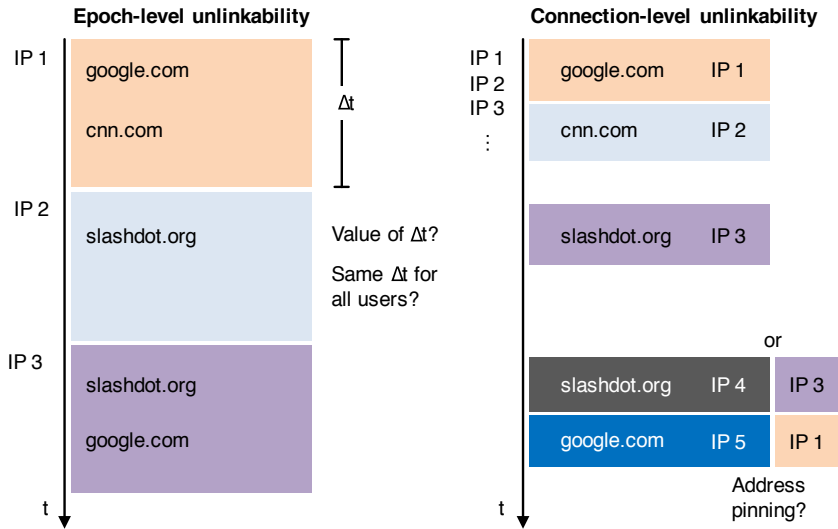 Epoch-level unlinkability
IP 1
google.com
cnn.com
Δt
IP 2
slashdot.org
Value of Δt?
Same Δt for
all users?
IP 3
slashdot.org
google.com
t
Connection-level unlinkability
IP 1
IP 2
IP 3
⋮
google.com IP 1
cnn.com IP 2
slashdot.org IP 3
or
slashdot.org IP 4 IP 3
google.com IP 5 IP 1
Address
pinning?
t